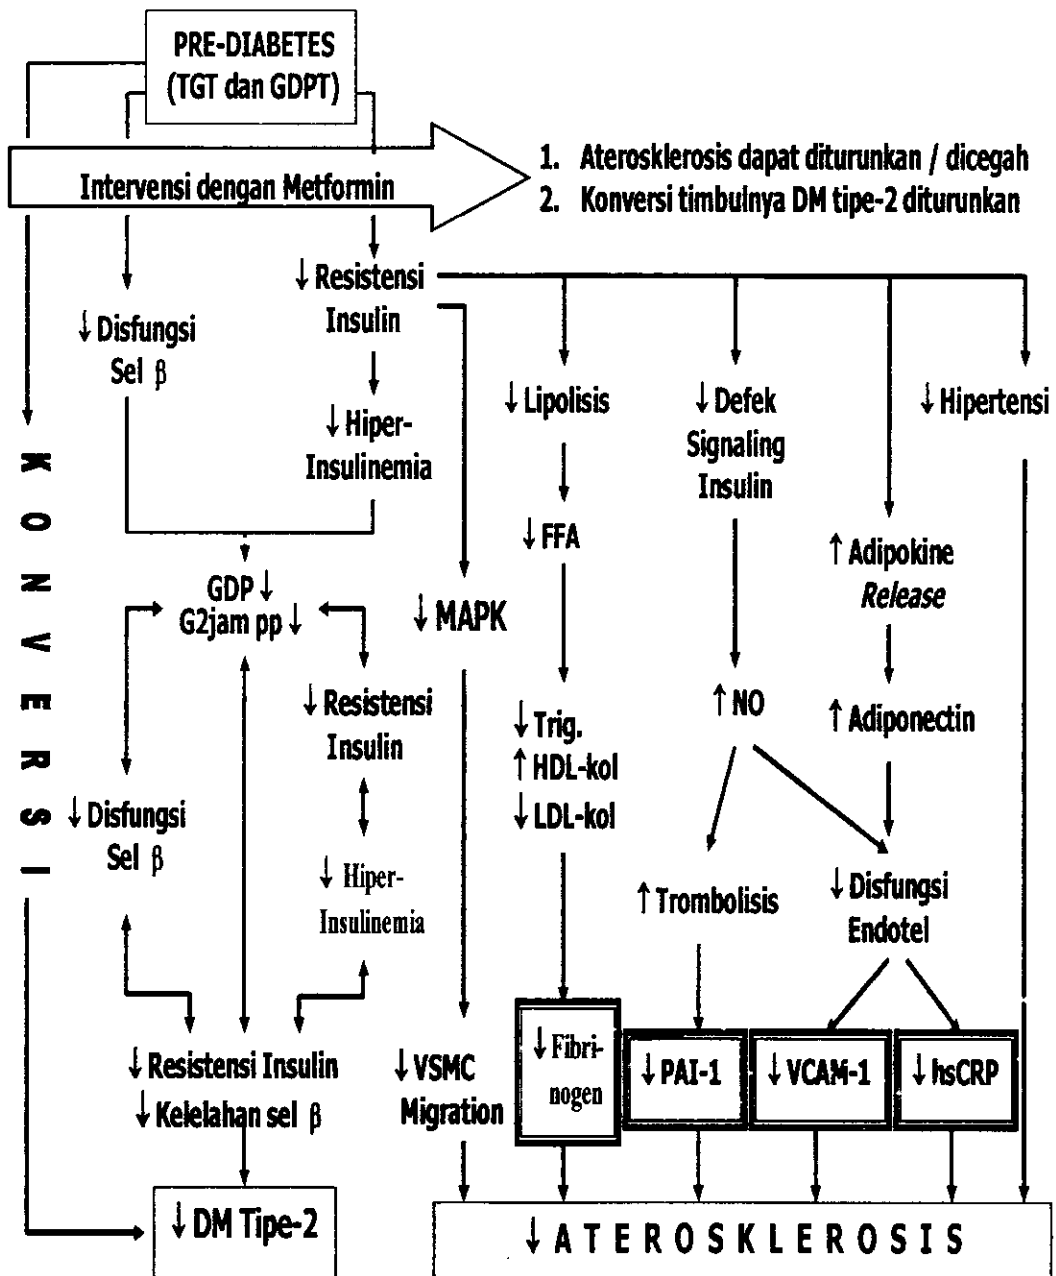 PRE-DIABETES
(TGT dan GDPT)
Intervensi dengan Metformin
1. Aterosklerosis dapat diturunkan / dicegah
2. Konversi timbulnya DM tipe-2 diturunkan
↓ Resistensi
Insulin
↓ Disfungsi
Sel β
↓ Hiper-
Insulinemia
↓ Lipolisis
↓ Defek
Signaling
Insulin
↓ Hipertensi
KONVERSI
↓ FFA
↑ Adipokine
Release
GDP ↓
G2jam pp ↓
↓ MAPK
↓ Resistensi
Insulin
↓ Trig.
↑ HDL-kol
↓ LDL-kol
↑ NO
↑ Adiponectin
↓ Disfungsi
Sel β
↓ Hiper-
Insulinemia
↑ Trombolisis
↓ Disfungsi
Endotel
↓ Resistensi Insulin
↓ Kelelahan sel β
↓ VSMC
Migration
↓ Fibri-
nogen
↓ PAI-1
↓ VCAM-1
↓ hsCRP
↓ DM Tipe-2
↓ ATEROSKLEROSIS